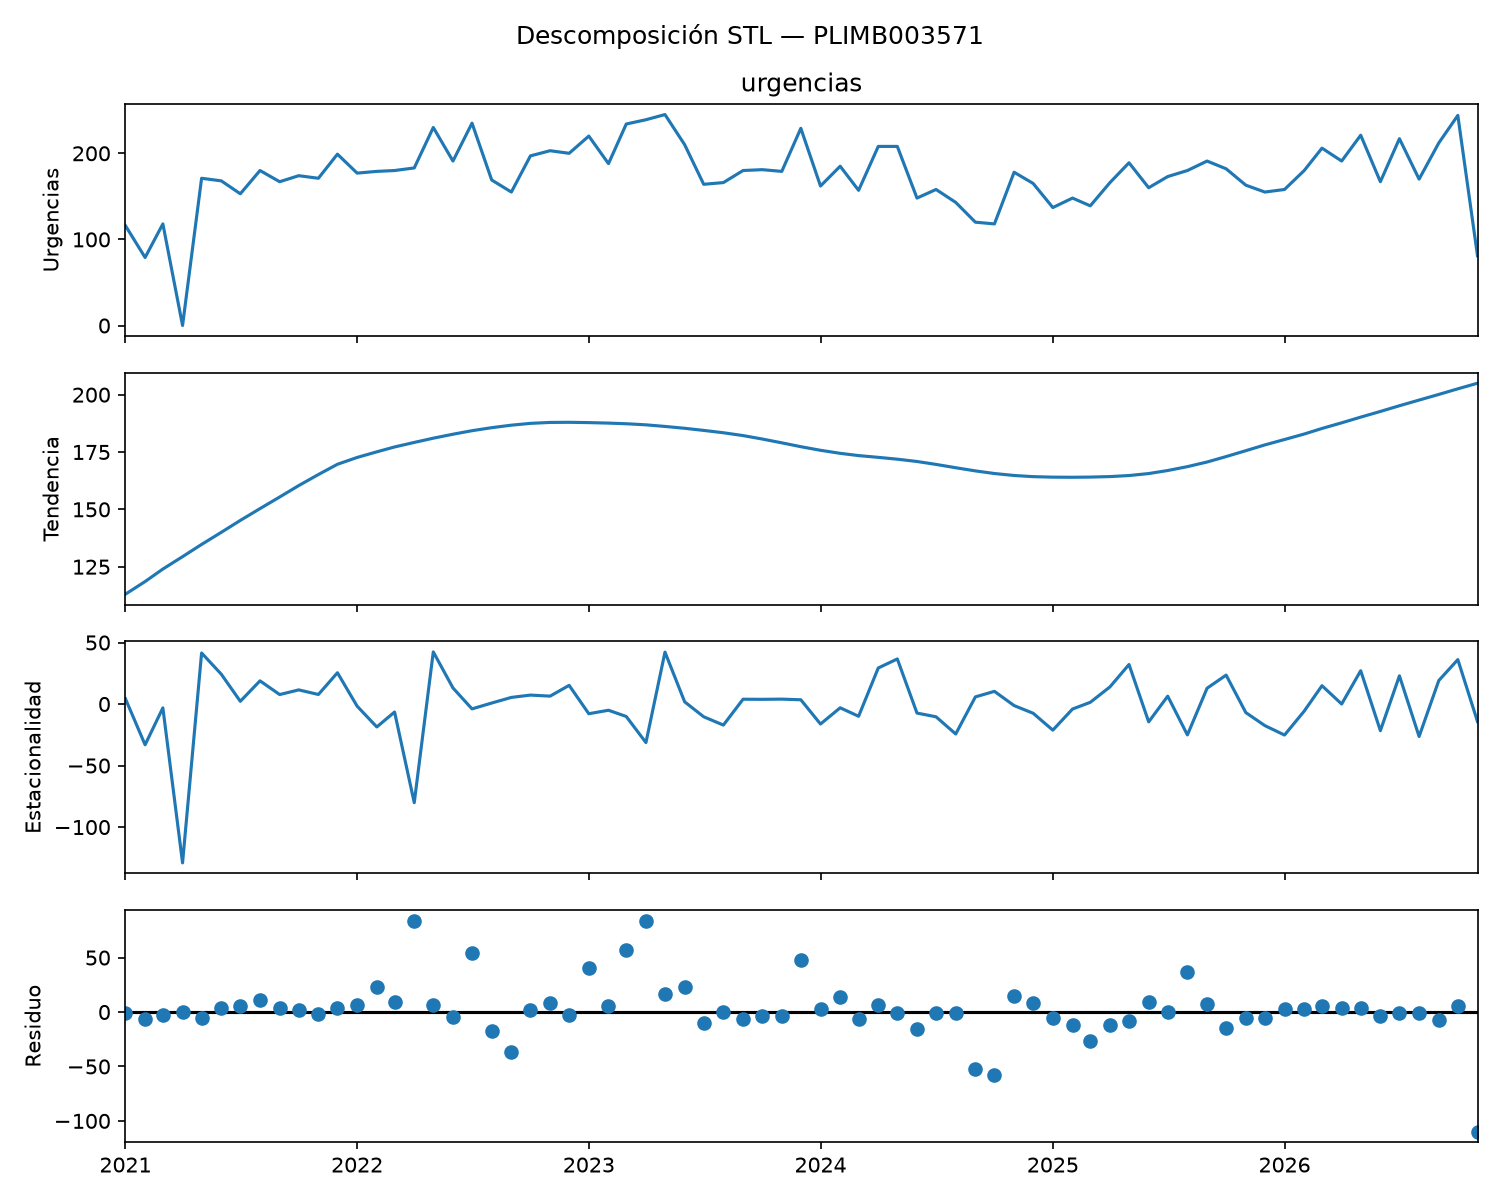 Descomposición STL — PLIMB003571
urgencias
Urgencias
200
100
0
Tendencia
200
175
150
125
Estacionalidad
50
0
−50
−100
Residuo
50
0
−50
−100
2021 2022 2023 2024 2025 2026